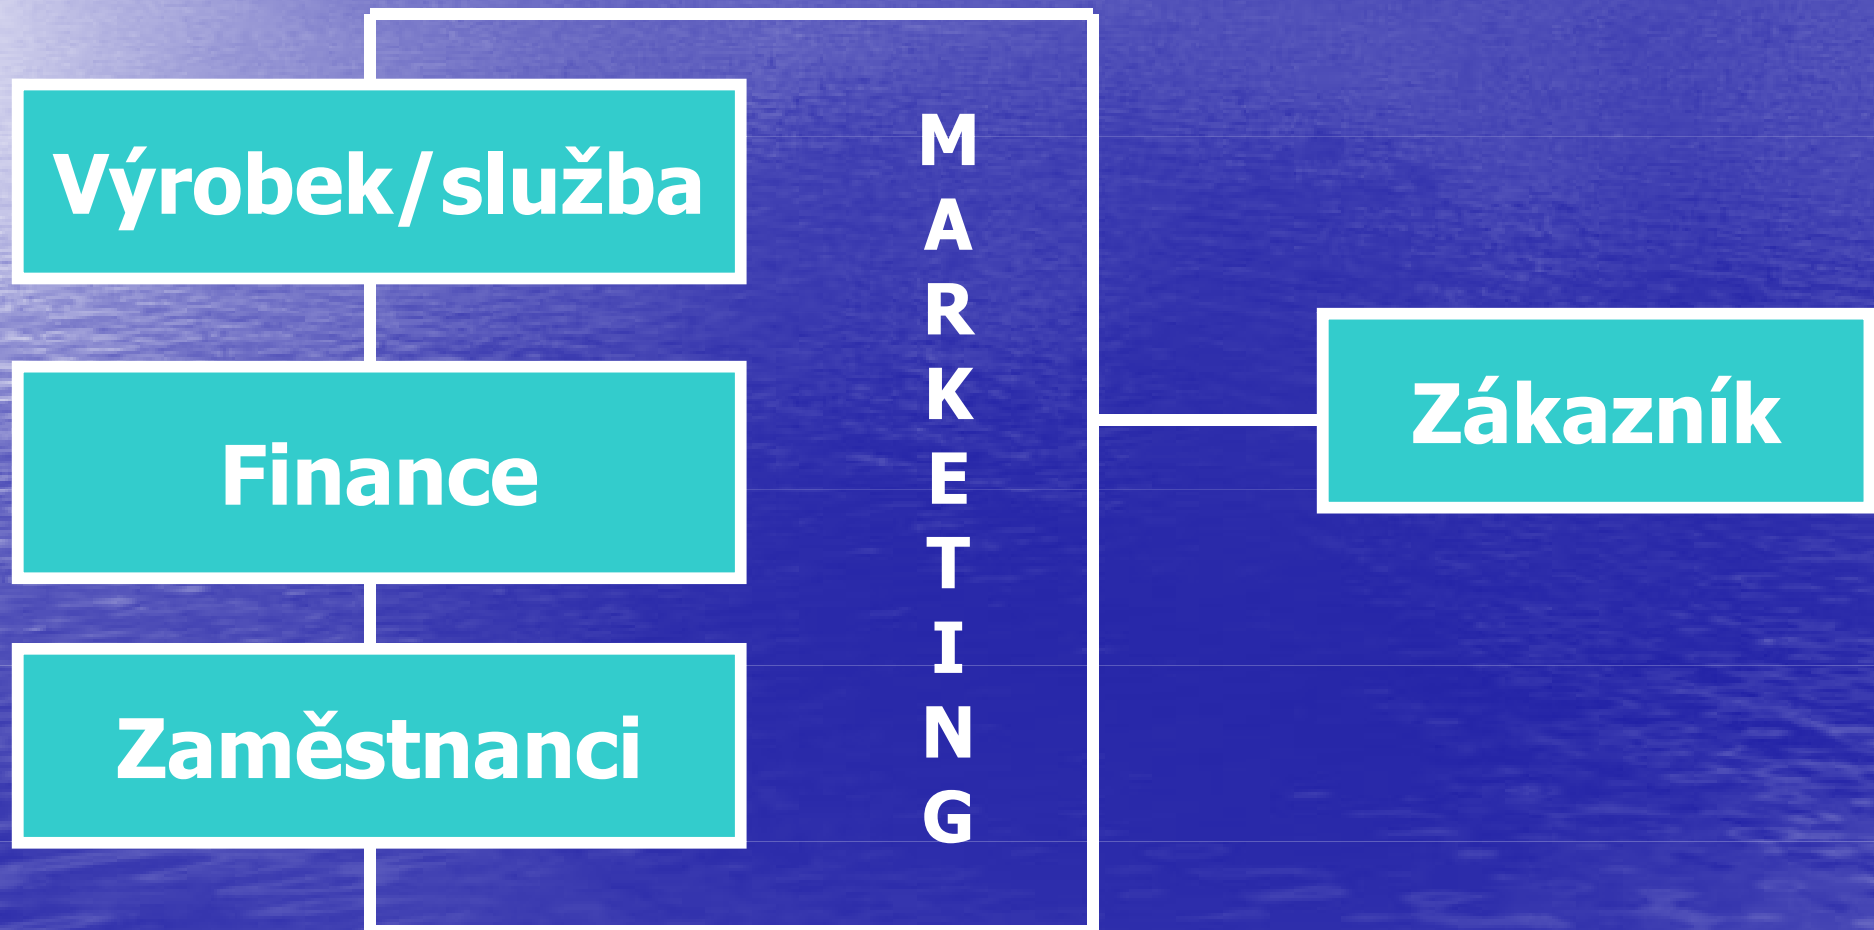 Výrobek/služba
Finance
Zaměstnanci
M
A
R
K
E
T
I
N
G
Zákazník